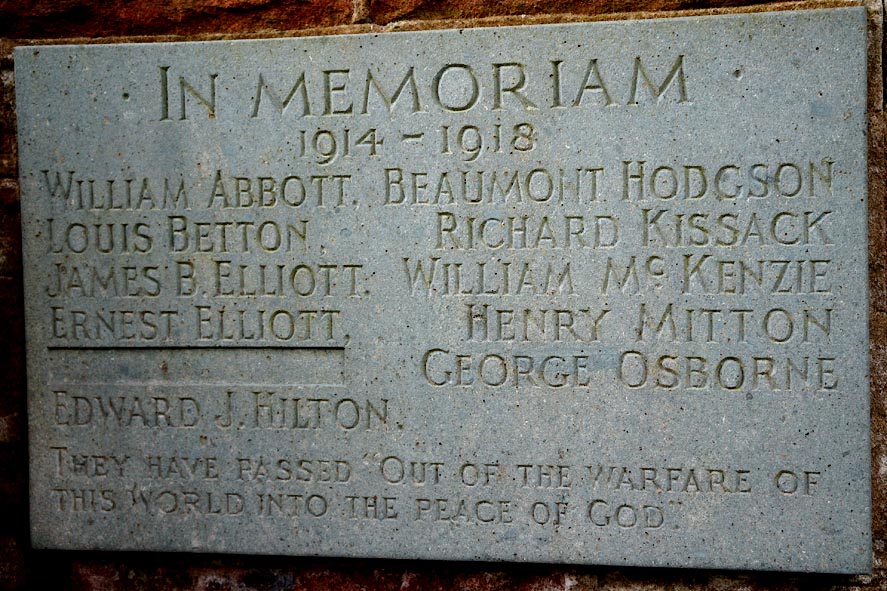 · IN MEMORIAM ·
1914 - 1918
WILLIAM ABBOTT. BEAUMONT HODGSON
LOUIS BETTON. RICHARD KISSACK
JAMES B. ELLIOTT. WILLIAM McKENZIE
ERNEST ELLIOTT. HENRY MITTON
GEORGE OSBORNE
EDWARD J. HILTON.
THEY HAVE PASSED "OUT OF THE WARFARE OF
THIS WORLD INTO THE PEACE OF GOD"